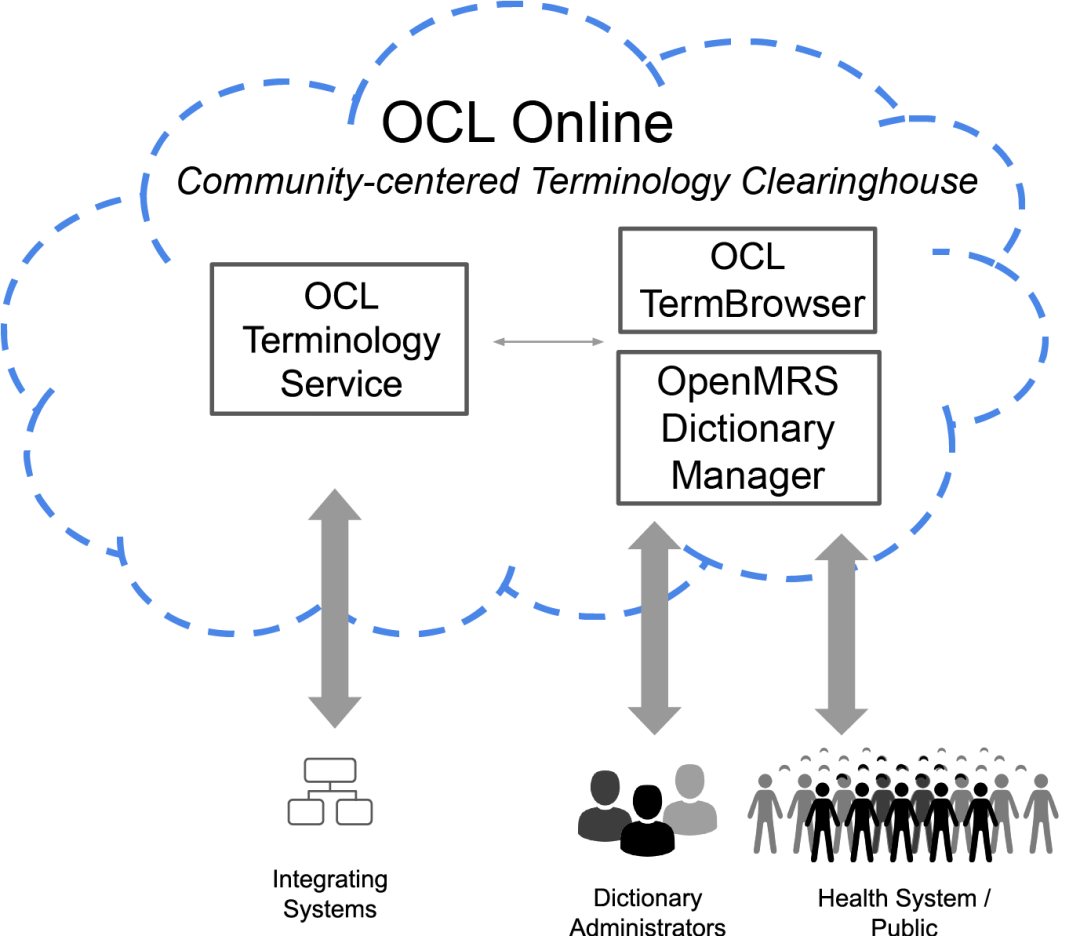 OCL Online
Community-centered Terminology Clearinghouse
OCL
Terminology
Service
OCL
TermBrowser
OpenMRS
Dictionary
Manager
Integrating
Systems
Dictionary
Administrators
Health System /
Public